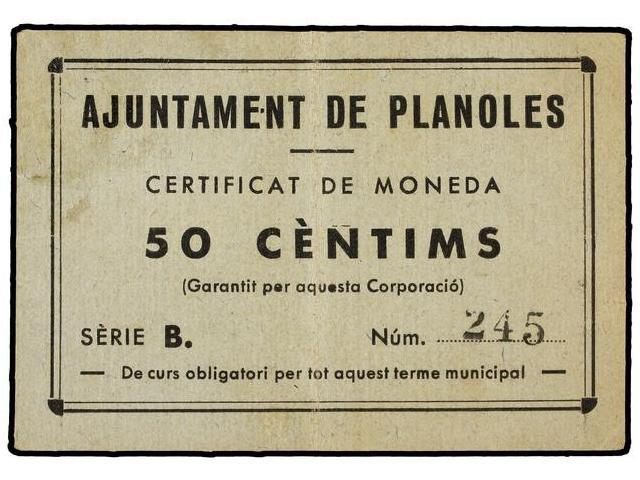 AJUNTAMENT DE PLANOLES
CERTIFICAT DE MONEDA
50 CÈNTIMS
(Garantit per aquesta Corporació)
SÈRIE B. Núm. 245
— De curs obligatori per tot aquest terme municipal —